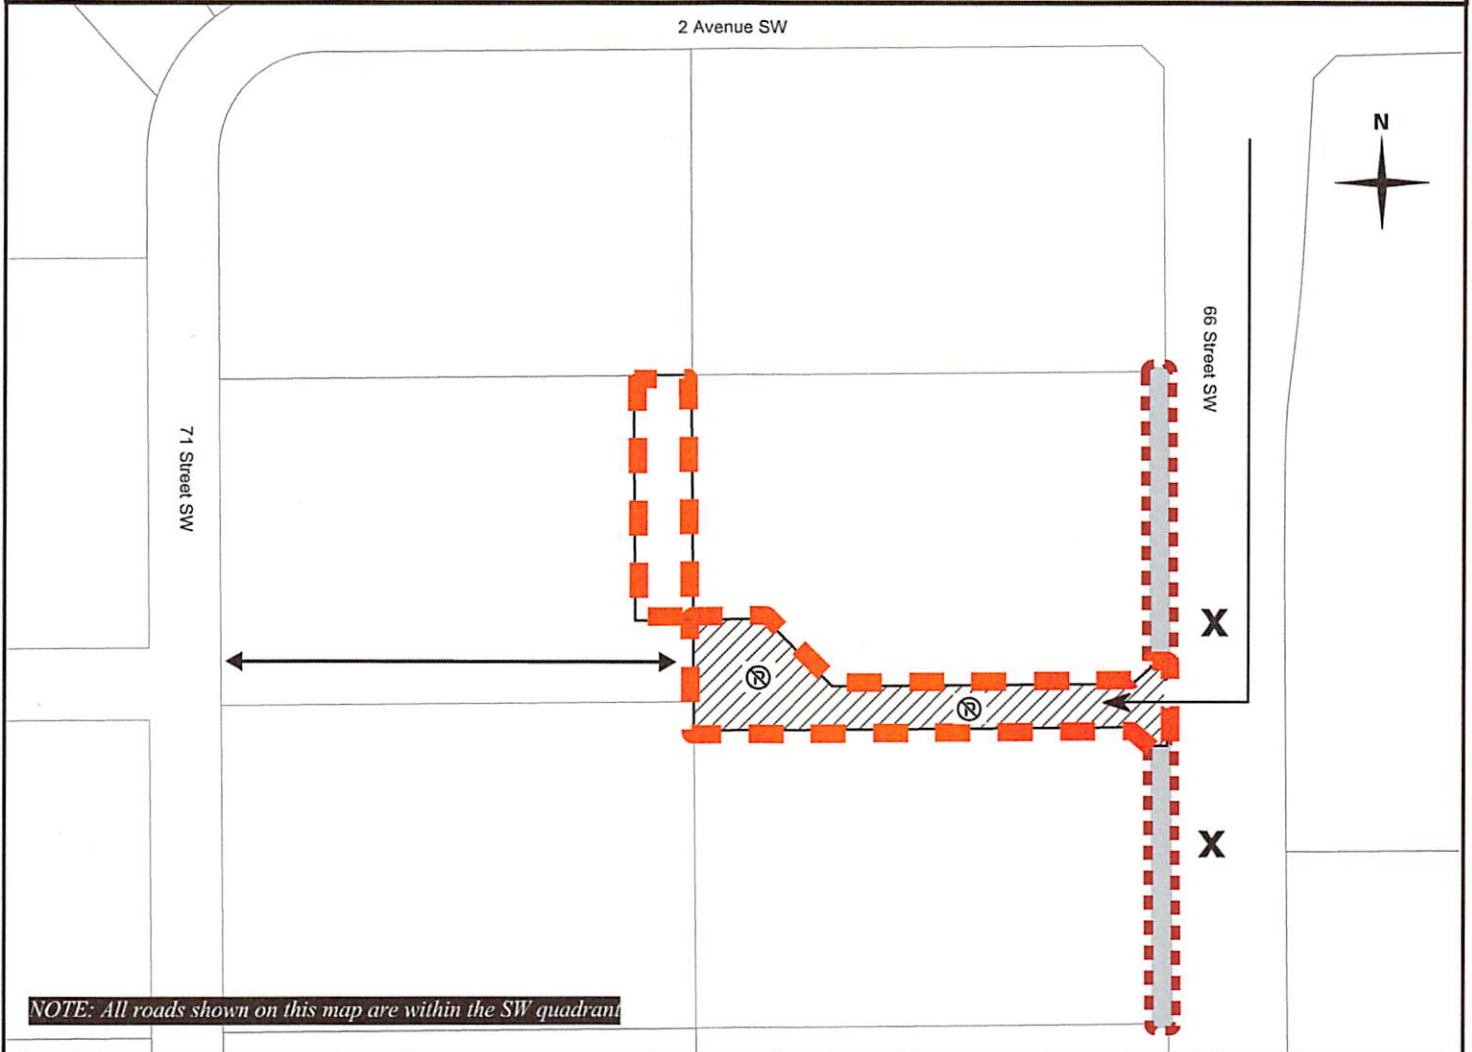 2 Avenue SW
N
66 Street SW
71 Street SW
X
X
NOTE: All roads shown on this map are within the SW quadrant